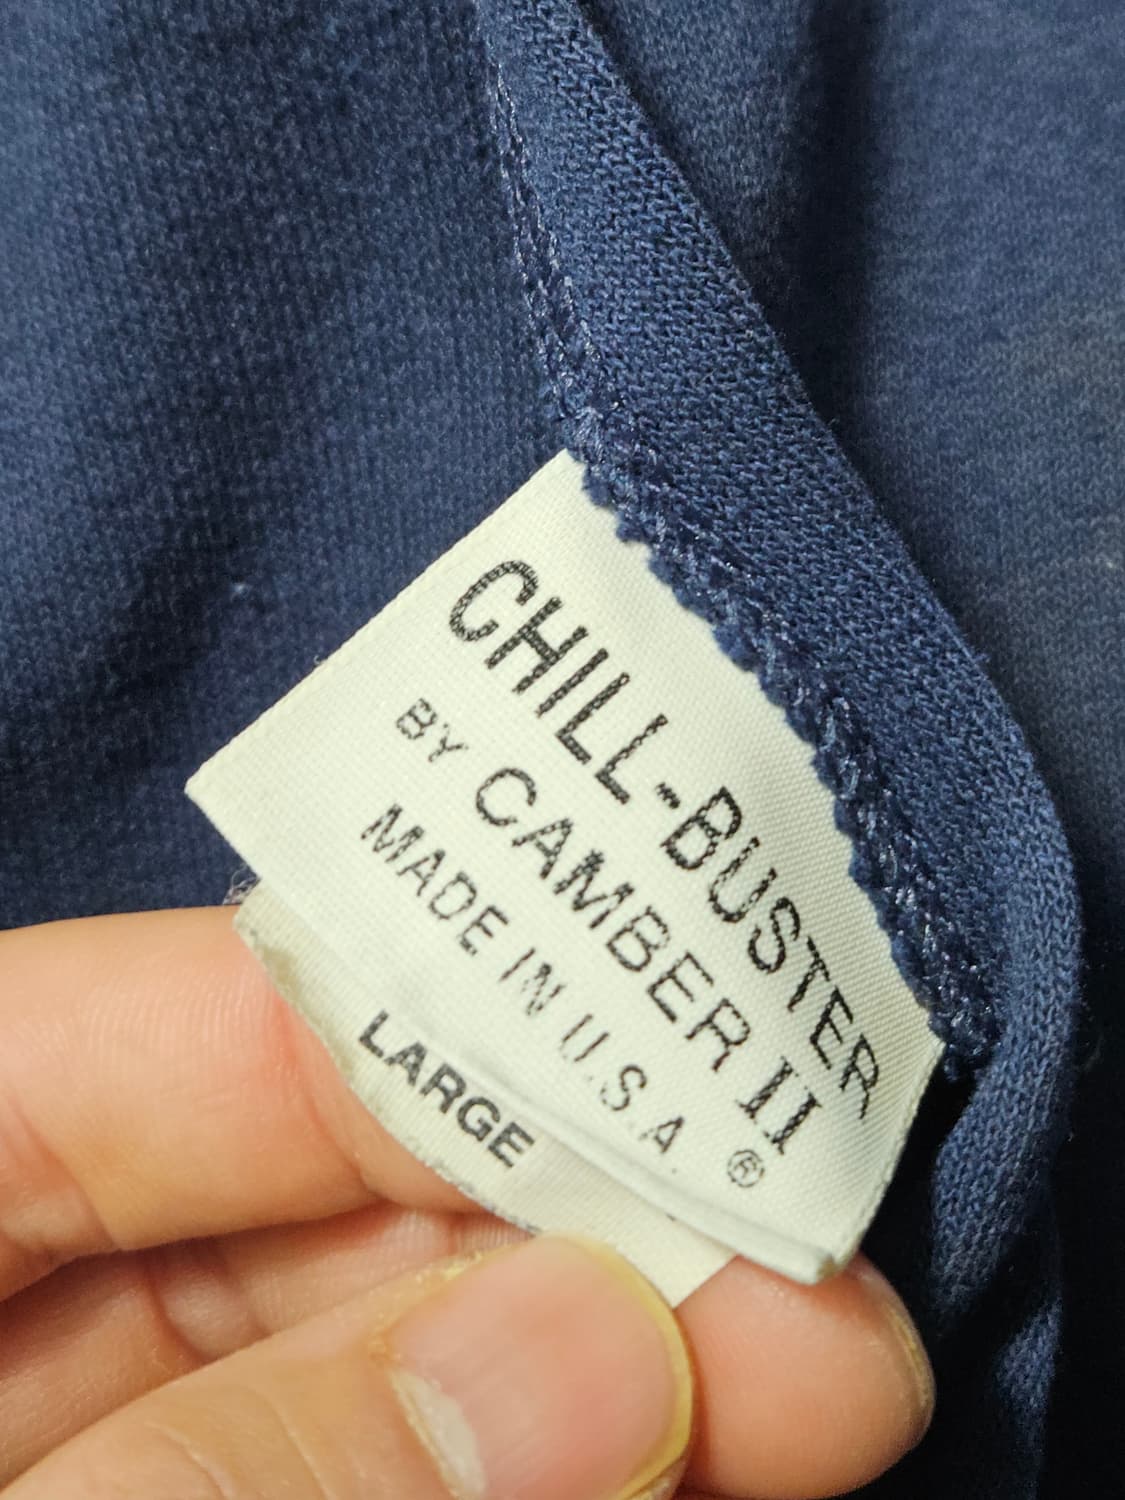 CHILL-BUSTER
BY CAMBER II
MADE IN U.S.A. ®
LARGE